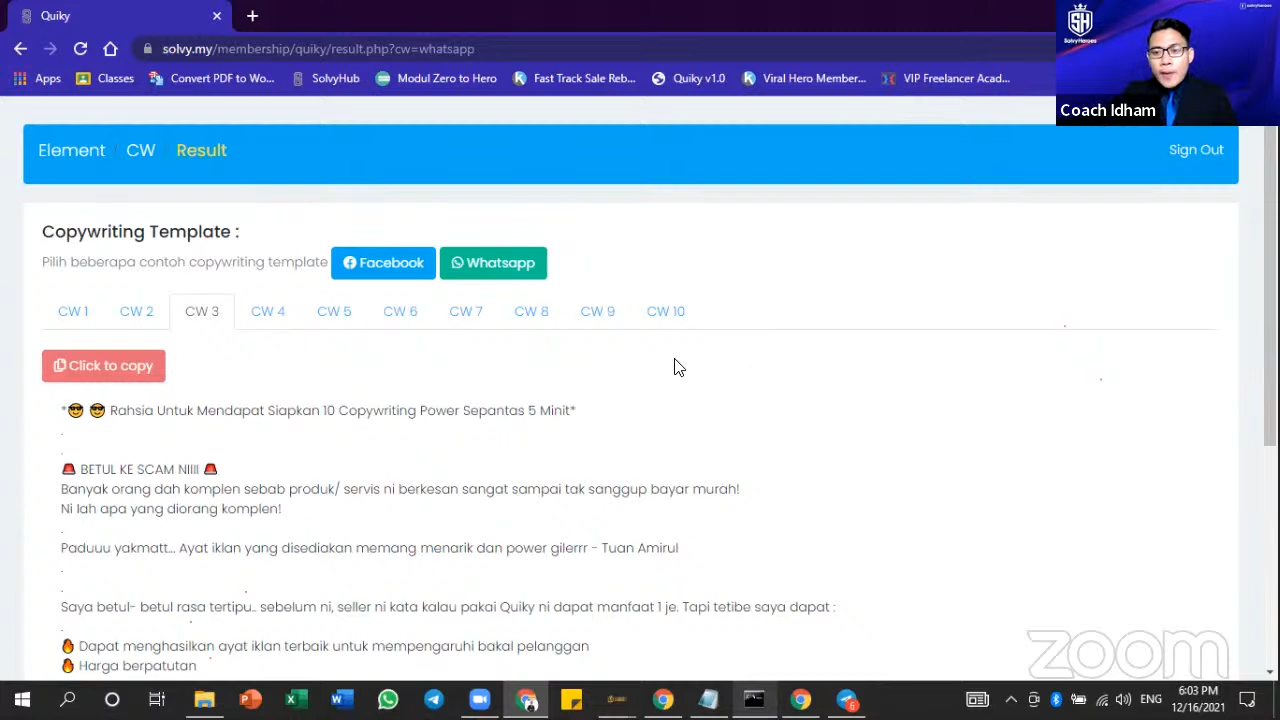 Quiky
solvy.my/membership/quiky/result.php?cw=whatsapp
Apps Classes Convert PDF to Wo... SolvyHub Modul Zero to Hero Fast Track Sale Reb... Quiky v1.0 Viral Hero Member... VIP Freelancer Acad...
SH
SolvyHeroes
Coach Idham
Element CW Result Sign Out
Copywriting Template :
Pilih beberapa contoh copywriting template Facebook Whatsapp
CW 1 CW 2 CW 3 CW 4 CW 5 CW 6 CW 7 CW 8 CW 9 CW 10
Click to copy
*😎 😎 Rahsia Untuk Mendapat Siapkan 10 Copywriting Power Sepantas 5 Minit*
.
.
🚨 BETUL KE SCAM NIIII 🚨
Banyak orang dah komplen sebab produk/ servis ni berkesan sangat sampai tak sanggup bayar murah!
Ni lah apa yang diorang komplen!
.
Paduuu yakmatt... Ayat iklan yang disediakan memang menarik dan power gilerrr - Tuan Amirul
.
.
Saya betul- betul rasa tertipu.. sebelum ni, seller ni kata kalau pakai Quiky ni dapat manfaat 1 je. Tapi tetibe saya dapat :
.
🔥 Dapat menghasilkan ayat iklan terbaik untuk mempengaruhi bakal pelanggan
🔥 Harga berpatutan
zoom
ENG
6:03 PM
12/16/2021